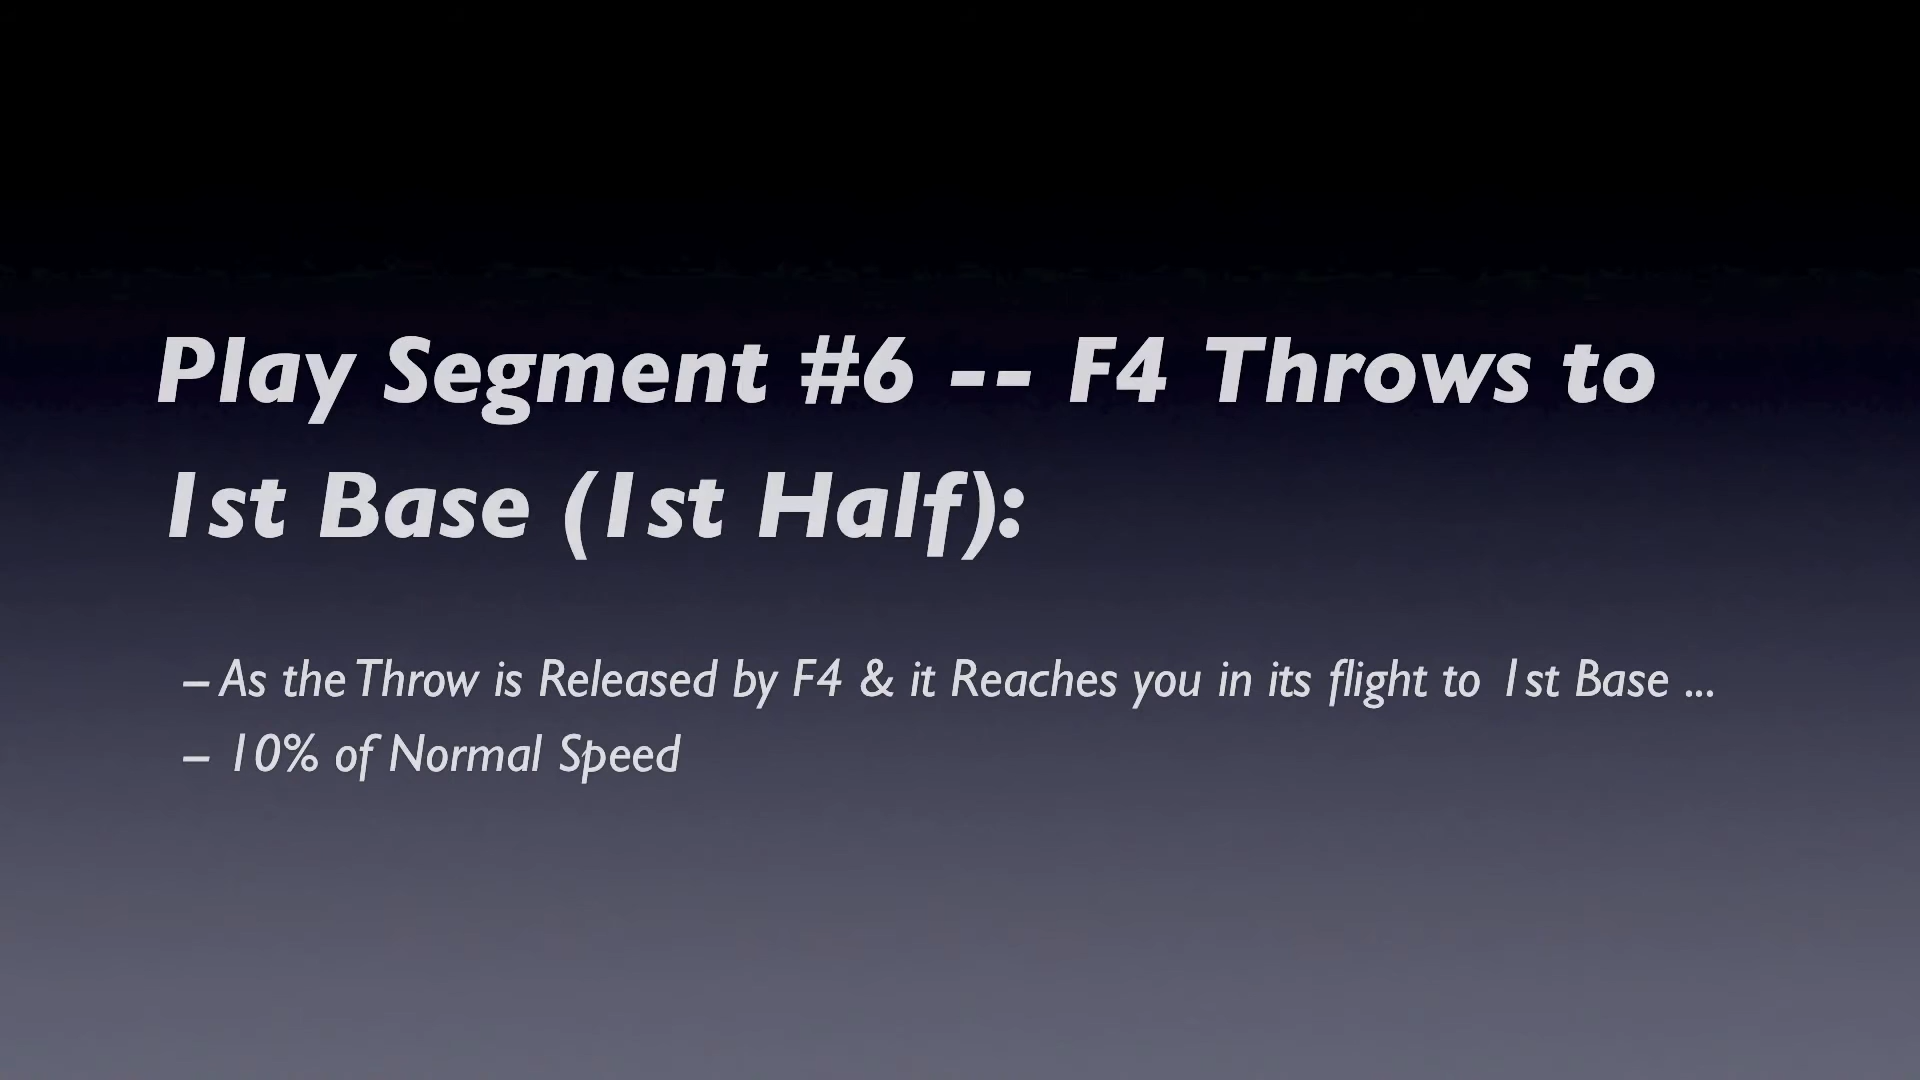 Play Segment #6 -- F4 Throws to
1st Base (1st Half):
– As the Throw is Released by F4 & it Reaches you in its flight to 1st Base ...
– 10% of Normal Speed